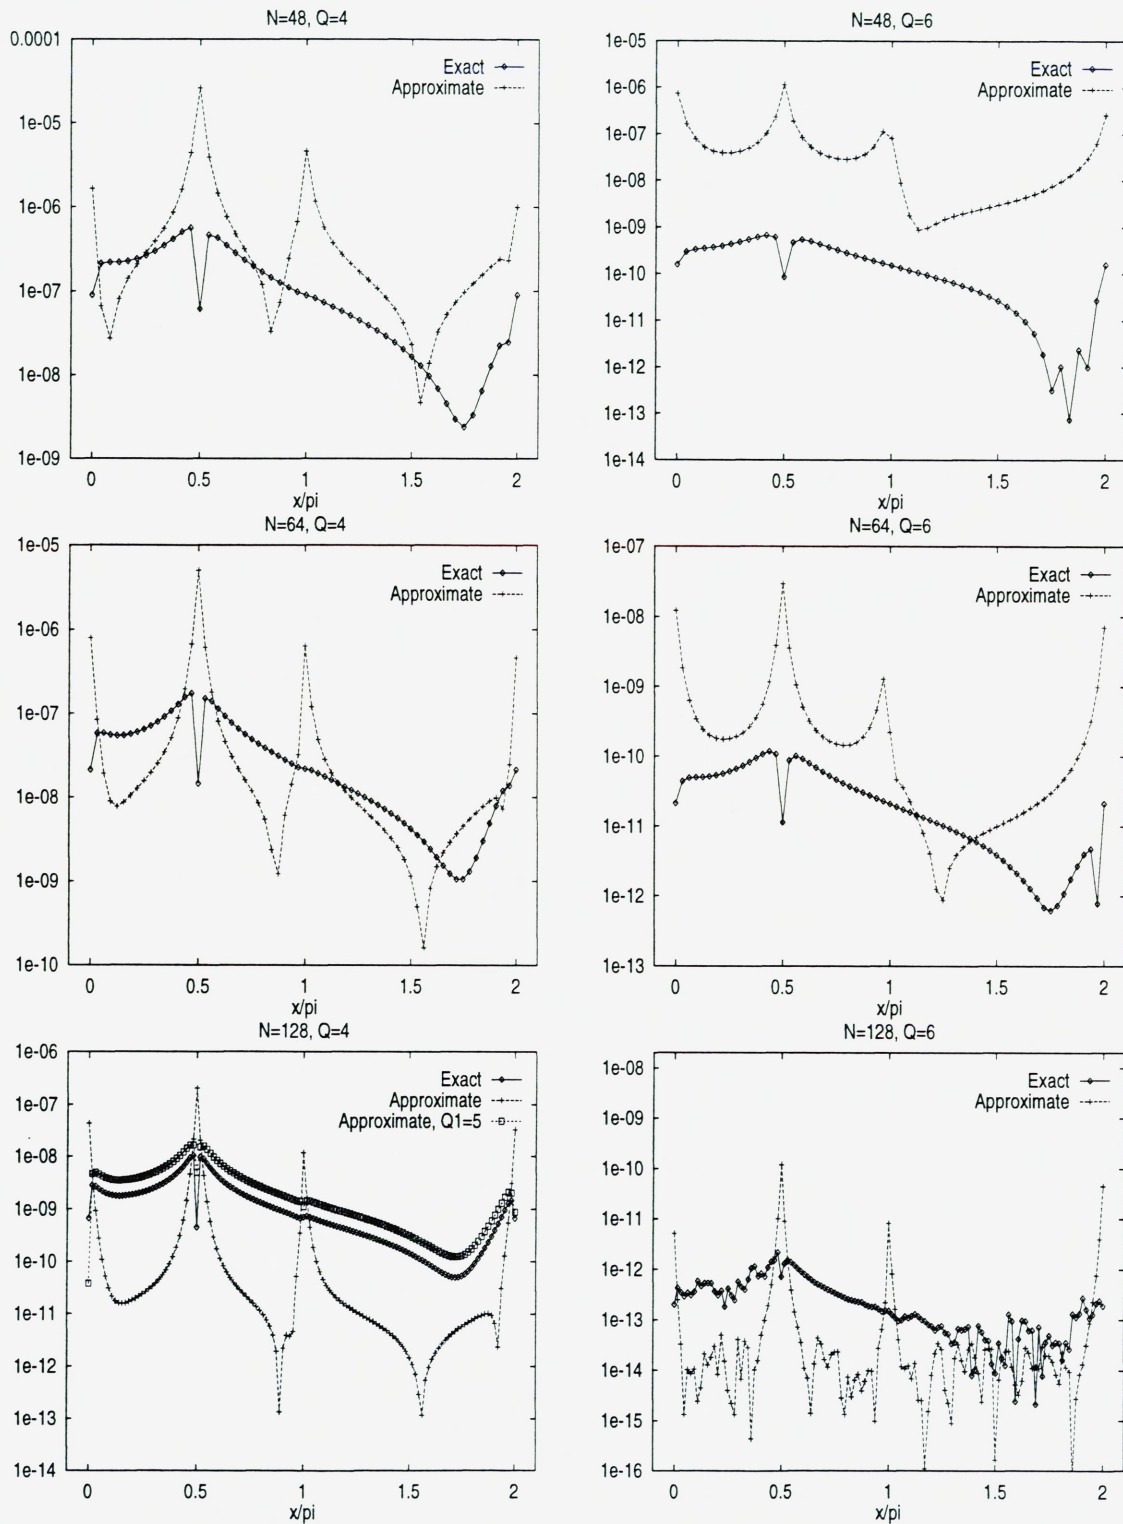 N=48, Q=4
0.0001
1e-05
1e-06
1e-07
1e-08
1e-09
Exact
Approximate
0
0.5
1
1.5
2
x/pi
N=48, Q=6
1e-05
1e-06
1e-07
1e-08
1e-09
1e-10
1e-11
1e-12
1e-13
1e-14
Exact
Approximate
0
0.5
1
1.5
2
x/pi
N=64, Q=4
1e-05
1e-06
1e-07
1e-08
1e-09
1e-10
Exact
Approximate
0
0.5
1
1.5
2
x/pi
N=64, Q=6
1e-07
1e-08
1e-09
1e-10
1e-11
1e-12
1e-13
Exact
Approximate
0
0.5
1
1.5
2
x/pi
N=128, Q=4
1e-06
1e-07
1e-08
1e-09
1e-10
1e-11
1e-12
1e-13
1e-14
Exact
Approximate
Approximate, Q1=5
0
0.5
1
1.5
2
x/pi
N=128, Q=6
1e-08
1e-09
1e-10
1e-11
1e-12
1e-13
1e-14
1e-15
1e-16
Exact
Approximate
0
0.5
1
1.5
2
x/pi